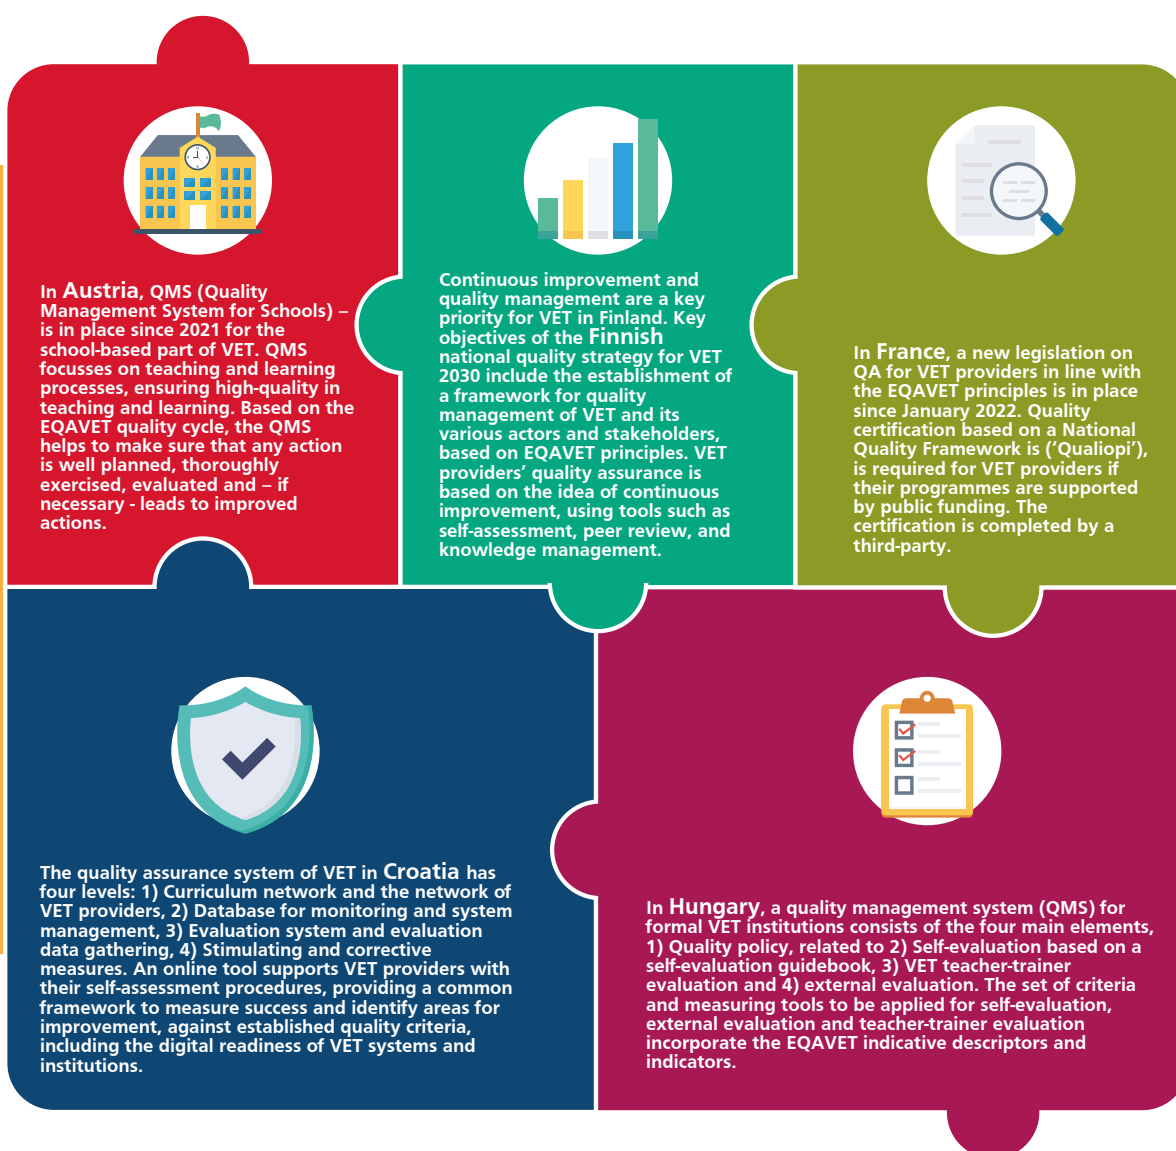 In Austria, QMS (Quality
Management System for Schools) –
is in place since 2021 for the
school-based part of VET. QMS
focusses on teaching and learning
processes, ensuring high-quality in
teaching and learning. Based on the
EQAVET quality cycle, the QMS
helps to make sure that any action
is well planned, thoroughly
exercised, evaluated and – if
necessary - leads to improved
actions.
Continuous improvement and
quality management are a key
priority for VET in Finland. Key
objectives of the Finnish
national quality strategy for VET
2030 include the establishment of
a framework for quality
management of VET and its
various actors and stakeholders,
based on EQAVET principles. VET
providers’ quality assurance is
based on the idea of continuous
improvement, using tools such as
self-assessment, peer review, and
knowledge management.
In France, a new legislation on
QA for VET providers in line with
the EQAVET principles is in place
since January 2022. Quality
certification based on a National
Quality Framework is (‘Qualiopi’),
is required for VET providers if
their programmes are supported
by public funding. The
certification is completed by a
third-party.
The quality assurance system of VET in Croatia has
four levels: 1) Curriculum network and the network of
VET providers, 2) Database for monitoring and system
management, 3) Evaluation system and evaluation
data gathering, 4) Stimulating and corrective
measures. An online tool supports VET providers with
their self-assessment procedures, providing a common
framework to measure success and identify areas for
improvement, against established quality criteria,
including the digital readiness of VET systems and
institutions.
In Hungary, a quality management system (QMS) for
formal VET institutions consists of the four main elements,
1) Quality policy, related to 2) Self-evaluation based on a
self-evaluation guidebook, 3) VET teacher-trainer
evaluation and 4) external evaluation. The set of criteria
and measuring tools to be applied for self-evaluation,
external evaluation and teacher-trainer evaluation
incorporate the EQAVET indicative descriptors and
indicators.